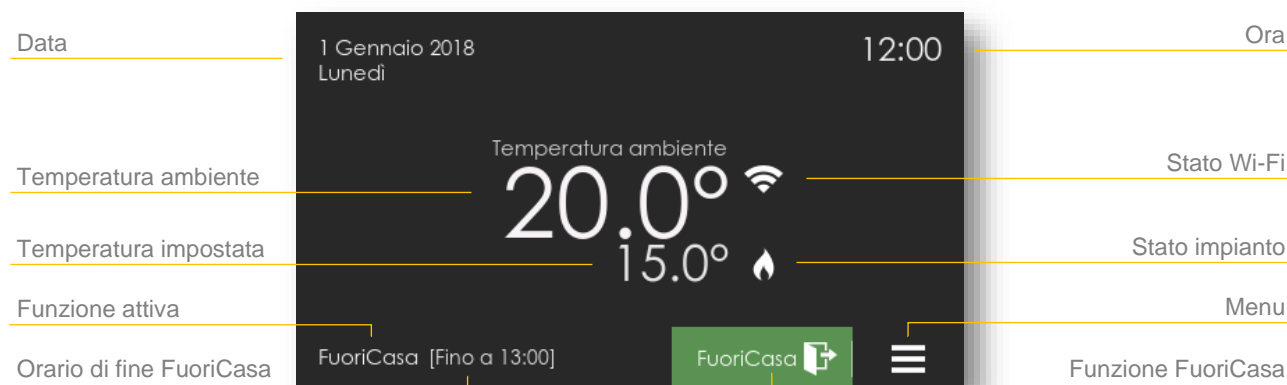 Data
1 Gennaio 2018
Lunedì
12:00
Ora
Temperatura ambiente
Temperatura ambiente
20.0°
Stato Wi-Fi
Temperatura impostata
15.0°
Stato impianto
Funzione attiva
Menu
Orario di fine FuoriCasa
FuoriCasa [Fino a 13:00]
FuoriCasa
Funzione FuoriCasa